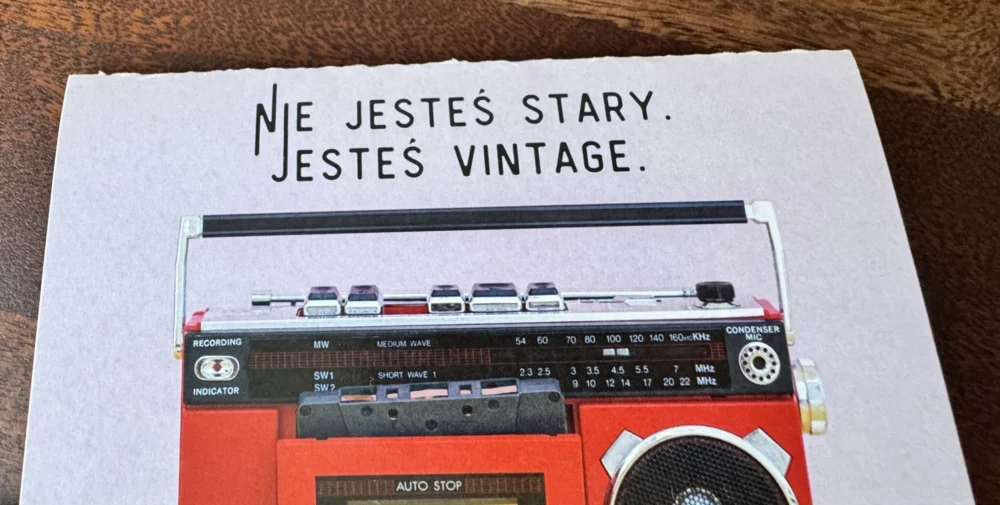 NIE JESTEŚ STARY.
JESTEŚ VINTAGE.
RECORDING
INDICATOR
MW MEDIUM WAVE 54 60 70 80 100 120 140 160x10KHz
SW1 SHORT WAVE 1 2.3 2.5 3 3.5 4.5 5.5 7 MHz
SW2 9 10 12 14 17 20 22 MHz
CONDENSER
MIC
AUTO STOP